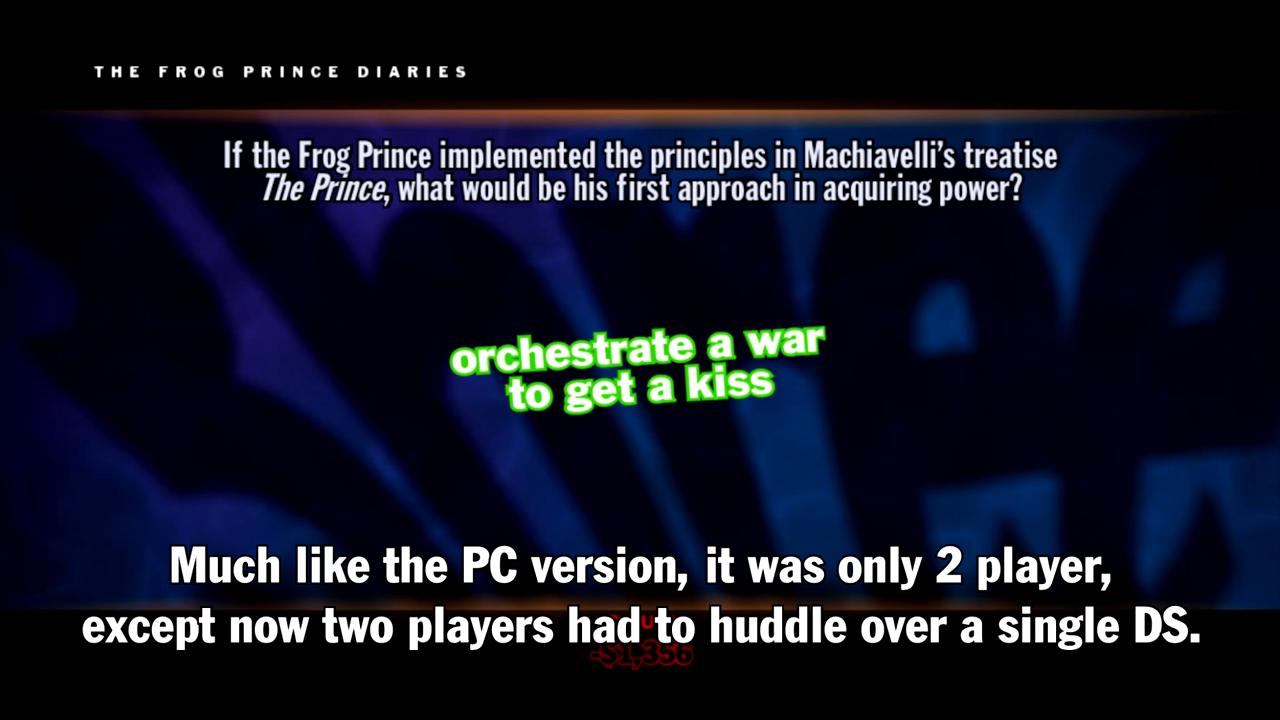 THE FROG PRINCE DIARIES
If the Frog Prince implemented the principles in Machiavelli's treatise
The Prince, what would be his first approach in acquiring power?
orchestrate a war
to get a kiss
Much like the PC version, it was only 2 player,
except now two players had to huddle over a single DS.
-$1,356